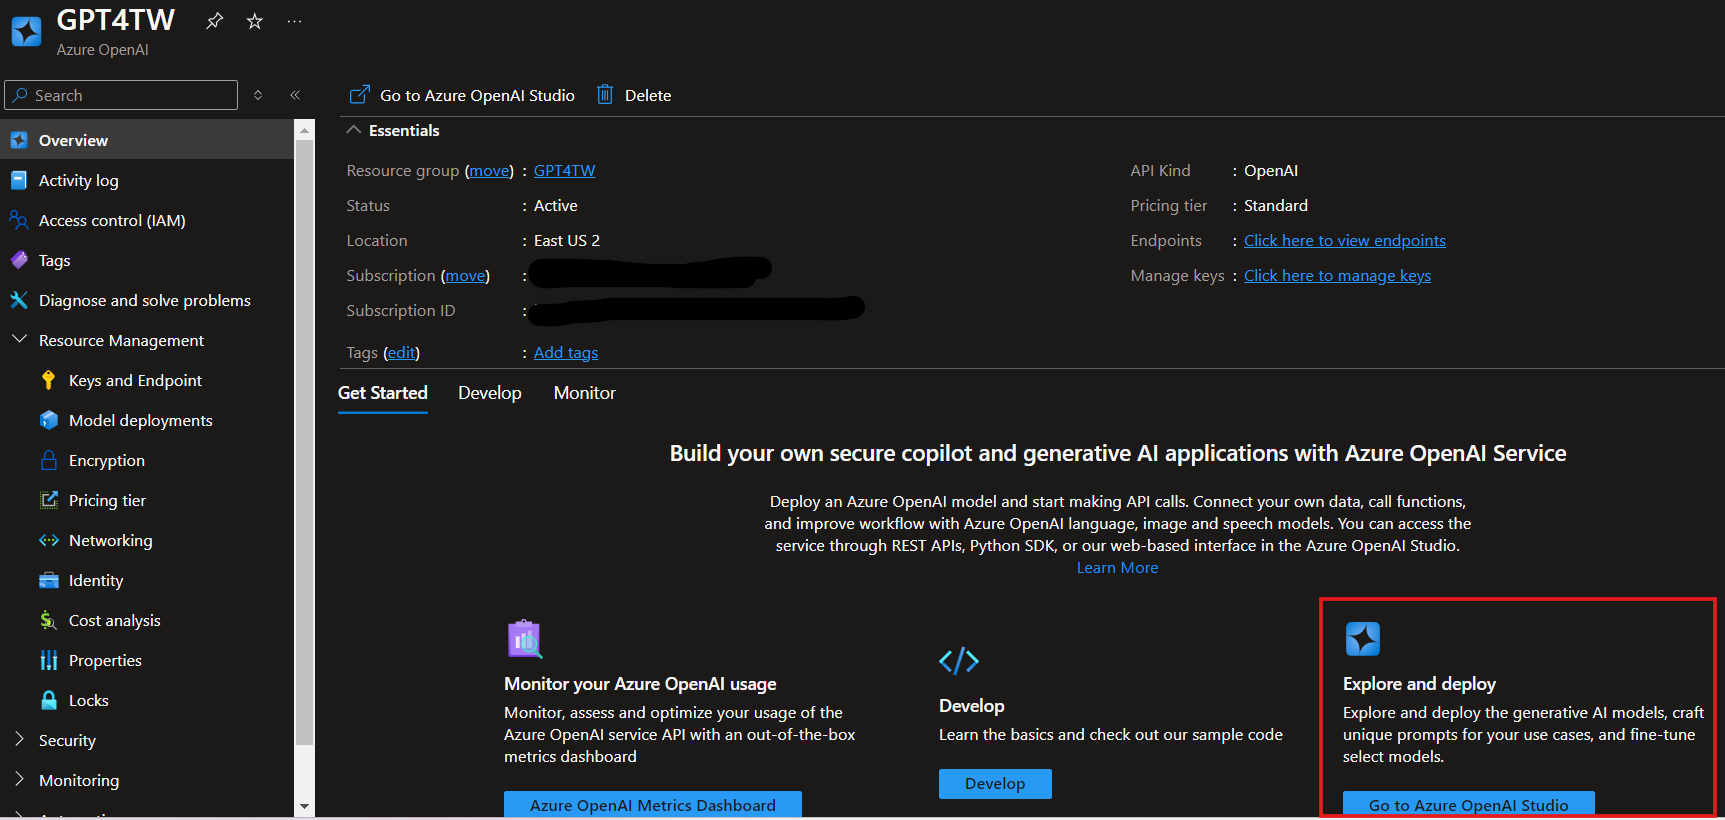 GPT4TW
Azure OpenAI
Search
Overview
Activity log
Access control (IAM)
Tags
Diagnose and solve problems
Resource Management
Keys and Endpoint
Model deployments
Encryption
Pricing tier
Networking
Identity
Cost analysis
Properties
Locks
Security
Monitoring
Go to Azure OpenAI Studio
Delete
Essentials
Resource group (move) : GPT4TW
Status : Active
Location : East US 2
Subscription (move) :
Subscription ID :
Tags (edit) : Add tags
API Kind : OpenAI
Pricing tier : Standard
Endpoints : Click here to view endpoints
Manage keys : Click here to manage keys
Get Started Develop Monitor
Build your own secure copilot and generative AI applications with Azure OpenAI Service
Deploy an Azure OpenAI model and start making API calls. Connect your own data, call functions,
and improve workflow with Azure OpenAI language, image and speech models. You can access the
service through REST APIs, Python SDK, or our web-based interface in the Azure OpenAI Studio.
Learn More
Monitor your Azure OpenAI usage
Monitor, assess and optimize your usage of the
Azure OpenAI service API with an out-of-the-box
metrics dashboard
Azure OpenAI Metrics Dashboard
Develop
Learn the basics and check out our sample code
Develop
Explore and deploy
Explore and deploy the generative AI models, craft
unique prompts for your use cases, and fine-tune
select models.
Go to Azure OpenAI Studio